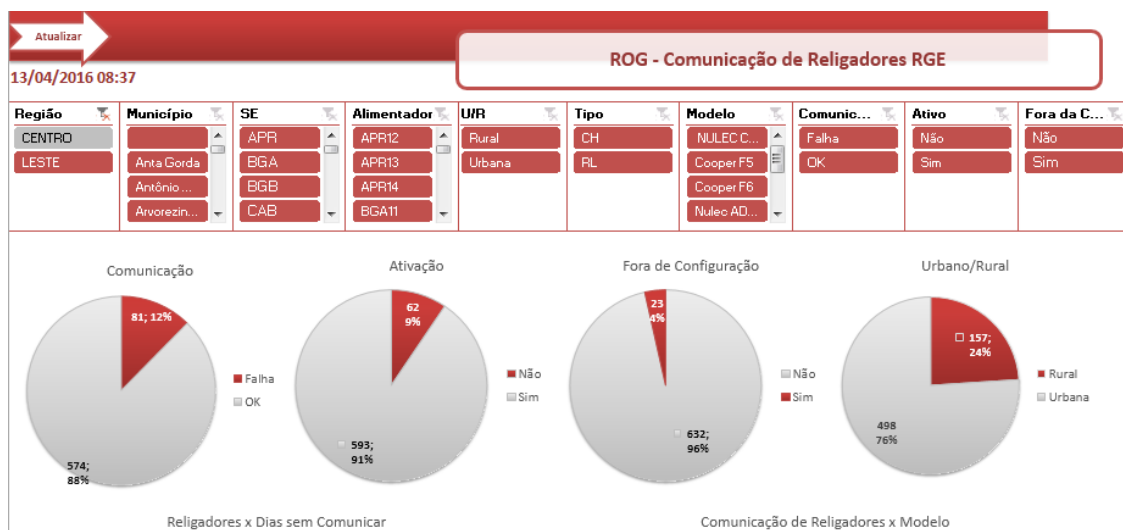 Atualizar
ROG - Comunicação de Religadores RGE
13/04/2016 08:37
Região
CENTRO
LESTE
Município
Anta Gorda
Antônio ...
Arvorezin...
SE
APR
BGA
BGB
CAB
Alimentador
APR12
APR13
APR14
BGA11
U/R
Rural
Urbana
Tipo
CH
RL
Modelo
NULEC C...
Cooper F5
Cooper F6
Nulec AD...
Comunic...
Falha
OK
Ativo
Não
Sim
Fora da C...
Não
Sim
Comunicação
81; 12%
574;
88%
Falha
OK
Ativação
62
9%
593;
91%
Não
Sim
Fora de Configuração
23
4%
632;
96%
Não
Sim
Urbano/Rural
157;
24%
498
76%
Rural
Urbana
Religadores x Dias sem Comunicar
Comunicação de Religadores x Modelo